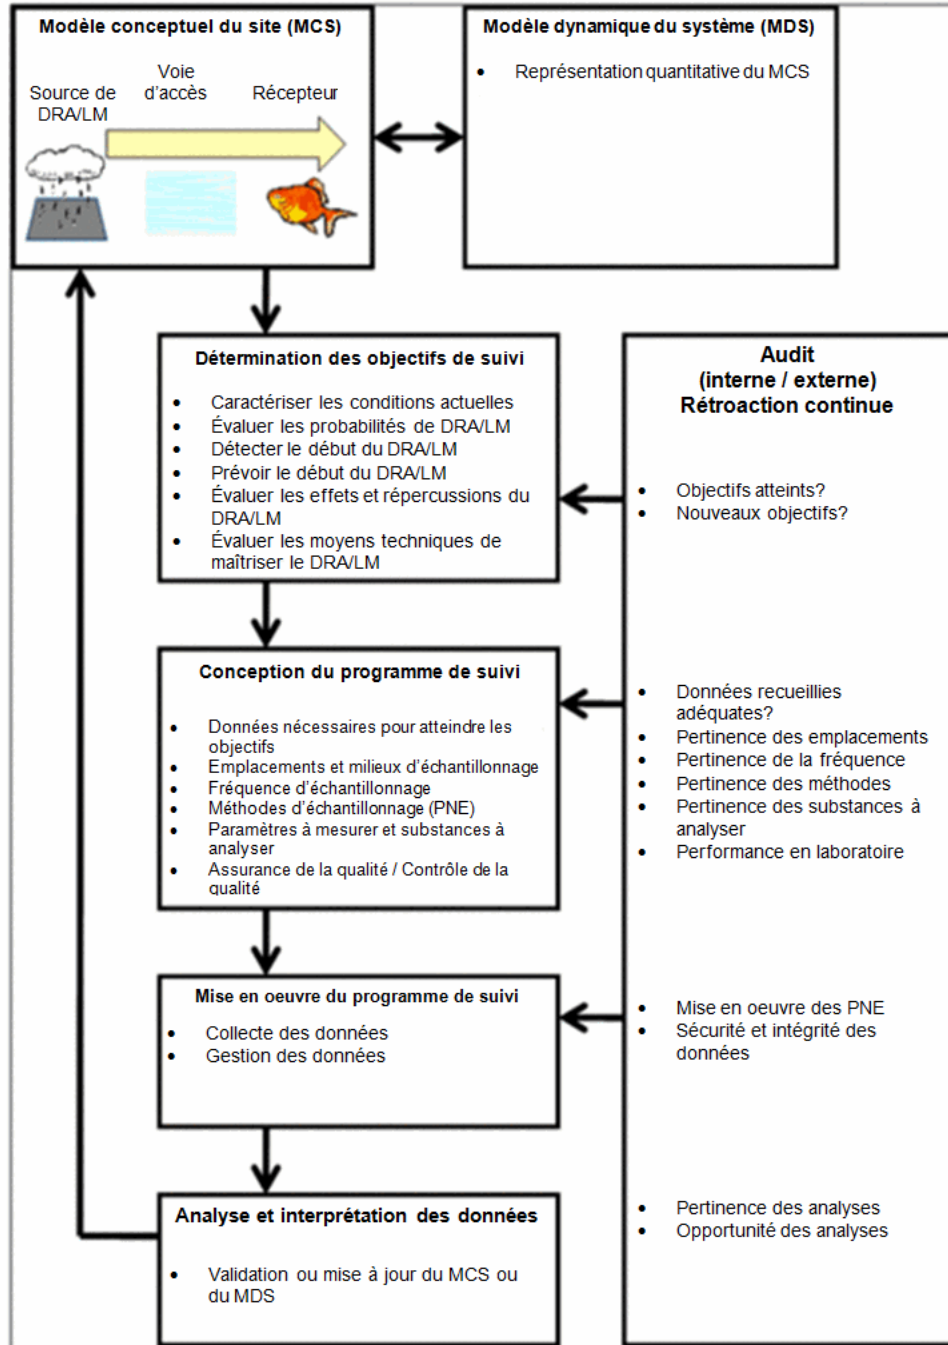 Modèle conceptuel du site (MCS)
Source de
DRA/LM
Voie
d'accès
Récepteur
Modèle dynamique du système (MDS)
• Représentation quantitative du MCS
Détermination des objectifs de suivi
• Caractériser les conditions actuelles
• Évaluer les probabilités de DRA/LM
• Détecter le début du DRA/LM
• Prévoir le début du DRA/LM
• Évaluer les effets et répercussions du
DRA/LM
• Évaluer les moyens techniques de
maîtriser le DRA/LM
Conception du programme de suivi
• Données nécessaires pour atteindre les
objectifs
• Emplacements et milieux d'échantillonnage
• Fréquence d'échantillonnage
• Méthodes d'échantillonnage (PNE)
• Paramètres à mesurer et substances à
analyser
• Assurance de la qualité / Contrôle de la
qualité
Mise en oeuvre du programme de suivi
• Collecte des données
• Gestion des données
Analyse et interprétation des données
• Validation ou mise à jour du MCS ou
du MDS
Audit
(interne / externe)
Rétroaction continue
• Objectifs atteints?
• Nouveaux objectifs?
• Données recueillies
adéquates?
• Pertinence des emplacements
• Pertinence de la fréquence
• Pertinence des méthodes
• Pertinence des substances à
analyser
• Performance en laboratoire
• Mise en oeuvre des PNE
• Sécurité et intégrité des
données
• Pertinence des analyses
• Opportunité des analyses